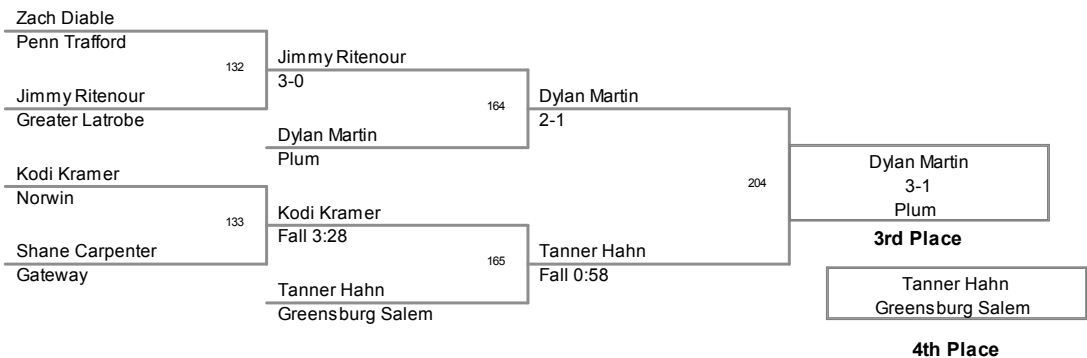 Zach Diable
Penn Trafford
132
Jimmy Ritenour
3-0
Jimmy Ritenour
Greater Latrobe
164
Dylan Martin
2-1
Dylan Martin
Plum
Kodi Kramer
Norwin
204
Dylan Martin
3-1
Plum
3rd Place
133
Kodi Kramer
Fall 3:28
Shane Carpenter
Gateway
165
Tanner Hahn
Fall 0:58
Tanner Hahn
Greensburg Salem
Tanner Hahn
Greensburg Salem
4th Place